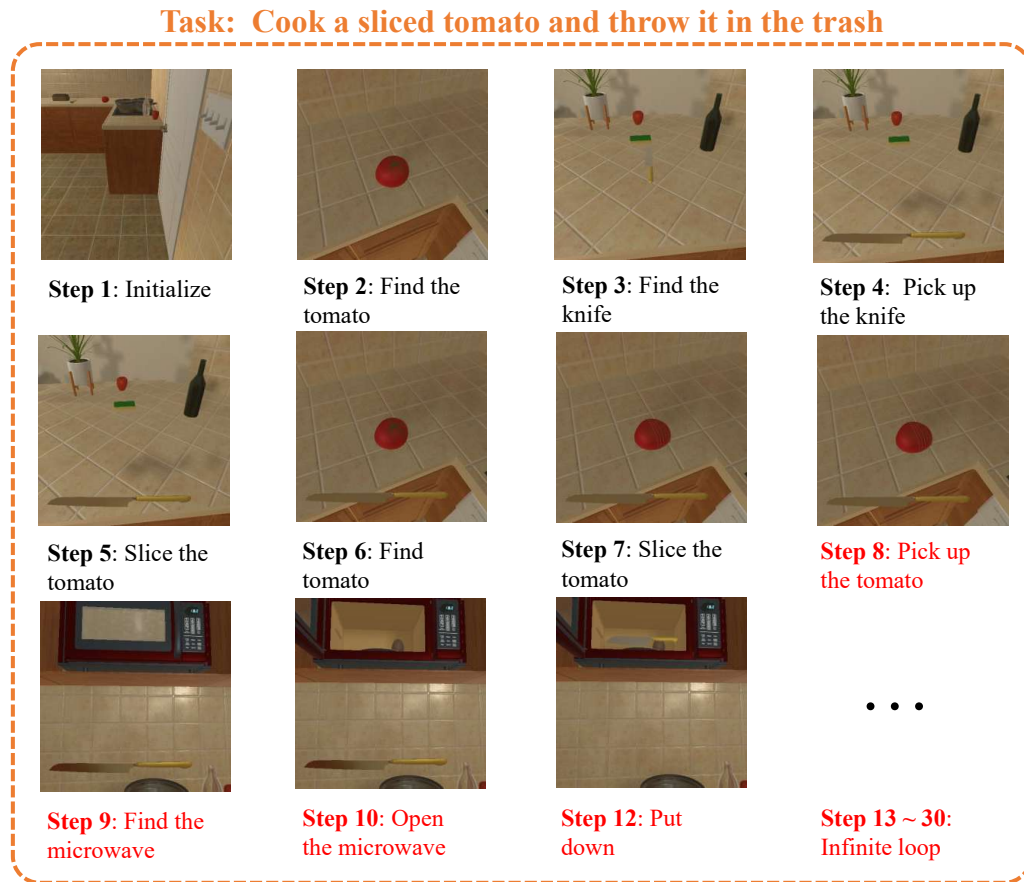 Task: Cook a sliced tomato and throw it in the trash
Step 1: Initialize
Step 2: Find the
tomato
Step 3: Find the
knife
Step 4: Pick up
the knife
Step 5: Slice the
tomato
Step 6: Find
tomato
Step 7: Slice the
tomato
Step 8: Pick up
the tomato
Step 9: Find the
microwave
Step 10: Open
the microwave
Step 12: Put
down
. . .
Step 13 ~ 30:
Infinite loop